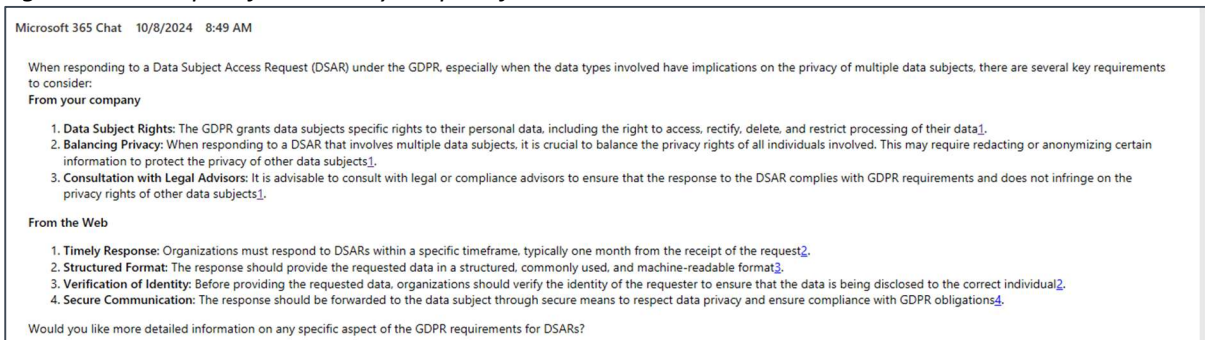 Microsoft 365 Chat 10/8/2024 8:49 AM
When responding to a Data Subject Access Request (DSAR) under the GDPR, especially when the data types involved have implications on the privacy of multiple data subjects, there are several key requirements
to consider:
From your company
1. Data Subject Rights: The GDPR grants data subjects specific rights to their personal data, including the right to access, rectify, delete, and restrict processing of their data1.
2. Balancing Privacy: When responding to a DSAR that involves multiple data subjects, it is crucial to balance the privacy rights of all individuals involved. This may require redacting or anonymizing certain
information to protect the privacy of other data subjects1.
3. Consultation with Legal Advisors: It is advisable to consult with legal or compliance advisors to ensure that the response to the DSAR complies with GDPR requirements and does not infringe on the
privacy rights of other data subjects1.
From the Web
1. Timely Response: Organizations must respond to DSARs within a specific timeframe, typically one month from the receipt of the request2.
2. Structured Format: The response should provide the requested data in a structured, commonly used, and machine-readable format3.
3. Verification of Identity: Before providing the requested data, organizations should verify the identity of the requester to ensure that the data is being disclosed to the correct individual2.
4. Secure Communication: The response should be forwarded to the data subject through secure means to respect data privacy and ensure compliance with GDPR obligations4.
Would you like more detailed information on any specific aspect of the GDPR requirements for DSARs?